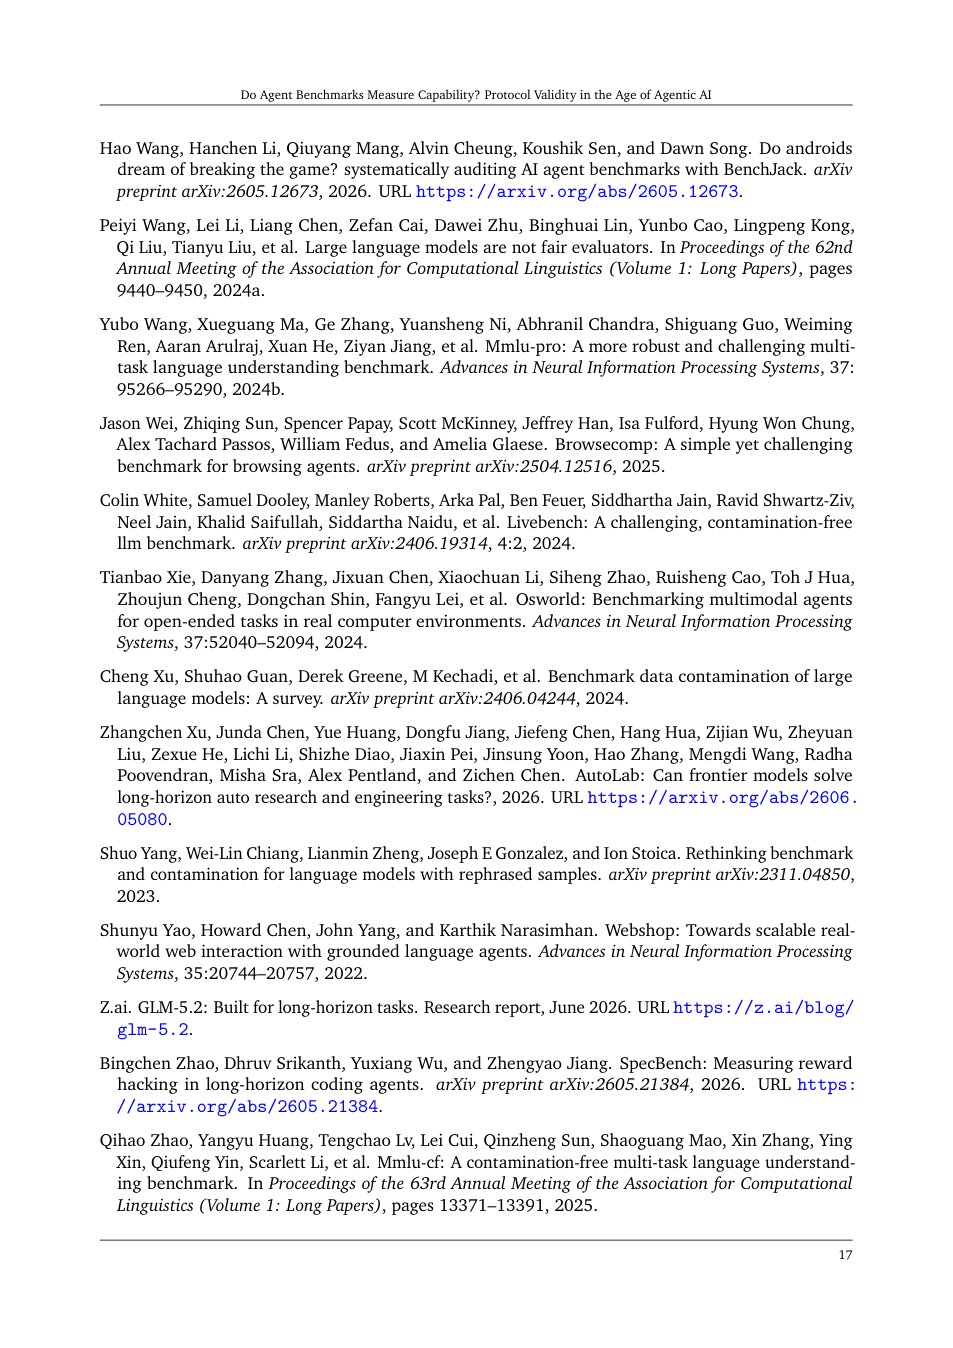 Do Agent Benchmarks Measure Capability? Protocol Validity in the Age of Agentic AI
Hao Wang, Hanchen Li, Qiuyang Mang, Alvin Cheung, Koushik Sen, and Dawn Song. Do androids
dream of breaking the game? systematically auditing AI agent benchmarks with BenchJack. arXiv
preprint arXiv:2605.12673, 2026. URL https://arxiv.org/abs/2605.12673.
Peiyi Wang, Lei Li, Liang Chen, Zefan Cai, Dawei Zhu, Binghuai Lin, Yunbo Cao, Lingpeng Kong,
Qi Liu, Tianyu Liu, et al. Large language models are not fair evaluators. In Proceedings of the 62nd
Annual Meeting of the Association for Computational Linguistics (Volume 1: Long Papers), pages
9440–9450, 2024a.
Yubo Wang, Xueguang Ma, Ge Zhang, Yuansheng Ni, Abhranil Chandra, Shiguang Guo, Weiming
Ren, Aaran Arulraj, Xuan He, Ziyan Jiang, et al. Mmlu-pro: A more robust and challenging multi-
task language understanding benchmark. Advances in Neural Information Processing Systems, 37:
95266–95290, 2024b.
Jason Wei, Zhiqing Sun, Spencer Papay, Scott McKinney, Jeffrey Han, Isa Fulford, Hyung Won Chung,
Alex Tachard Passos, William Fedus, and Amelia Glaese. Browsecomp: A simple yet challenging
benchmark for browsing agents. arXiv preprint arXiv:2504.12516, 2025.
Colin White, Samuel Dooley, Manley Roberts, Arka Pal, Ben Feuer, Siddhartha Jain, Ravid Shwartz-Ziv,
Neel Jain, Khalid Saifullah, Siddartha Naidu, et al. Livebench: A challenging, contamination-free
llm benchmark. arXiv preprint arXiv:2406.19314, 4:2, 2024.
Tianbao Xie, Danyang Zhang, Jixuan Chen, Xiaochuan Li, Siheng Zhao, Ruisheng Cao, Toh J Hua,
Zhoujun Cheng, Dongchan Shin, Fangyu Lei, et al. Osworld: Benchmarking multimodal agents
for open-ended tasks in real computer environments. Advances in Neural Information Processing
Systems, 37:52040–52094, 2024.
Cheng Xu, Shuhao Guan, Derek Greene, M Kechadi, et al. Benchmark data contamination of large
language models: A survey. arXiv preprint arXiv:2406.04244, 2024.
Zhangchen Xu, Junda Chen, Yue Huang, Dongfu Jiang, Jiefeng Chen, Hang Hua, Zijian Wu, Zheyuan
Liu, Zexue He, Lichi Li, Shizhe Diao, Jiaxin Pei, Jinsung Yoon, Hao Zhang, Mengdi Wang, Radha
Poovendran, Misha Sra, Alex Pentland, and Zichen Chen. AutoLab: Can frontier models solve
long-horizon auto research and engineering tasks?, 2026. URL https://arxiv.org/abs/2606.
05080.
Shuo Yang, Wei-Lin Chiang, Lianmin Zheng, Joseph E Gonzalez, and Ion Stoica. Rethinking benchmark
and contamination for language models with rephrased samples. arXiv preprint arXiv:2311.04850,
2023.
Shunyu Yao, Howard Chen, John Yang, and Karthik Narasimhan. Webshop: Towards scalable real-
world web interaction with grounded language agents. Advances in Neural Information Processing
Systems, 35:20744–20757, 2022.
Z.ai. GLM-5.2: Built for long-horizon tasks. Research report, June 2026. URL https://z.ai/blog/
glm-5.2.
Bingchen Zhao, Dhruv Srikanth, Yuxiang Wu, and Zhengyao Jiang. SpecBench: Measuring reward
hacking in long-horizon coding agents. arXiv preprint arXiv:2605.21384, 2026. URL https:
//arxiv.org/abs/2605.21384.
Qihao Zhao, Yangyu Huang, Tengchao Lv, Lei Cui, Qinzheng Sun, Shaoguang Mao, Xin Zhang, Ying
Xin, Qiufeng Yin, Scarlett Li, et al. Mmlu-cf: A contamination-free multi-task language understand-
ing benchmark. In Proceedings of the 63rd Annual Meeting of the Association for Computational
Linguistics (Volume 1: Long Papers), pages 13371–13391, 2025.
17